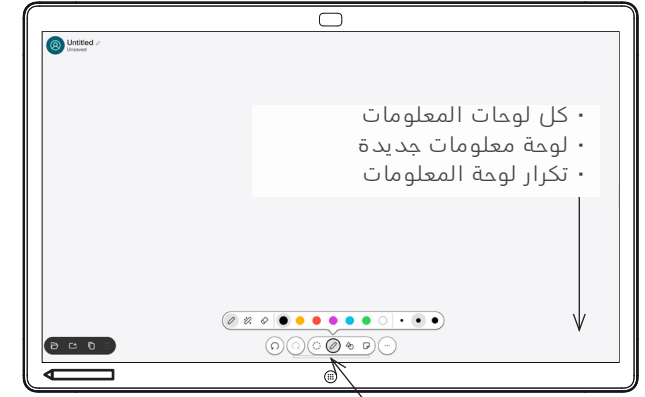 Untitled
Unsaved
• كل لوحات المعلومات
• لوحة معلومات جديدة
• تكرار لوحة المعلومات